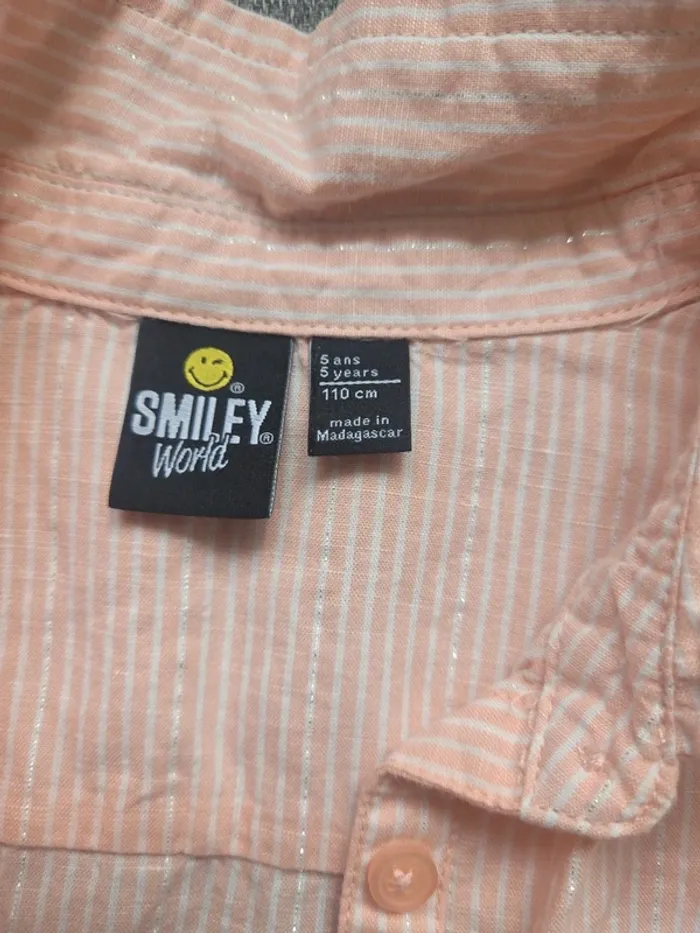 ®
SMILEY®
World
5 ans
5 years
110 cm
made in
Madagascar